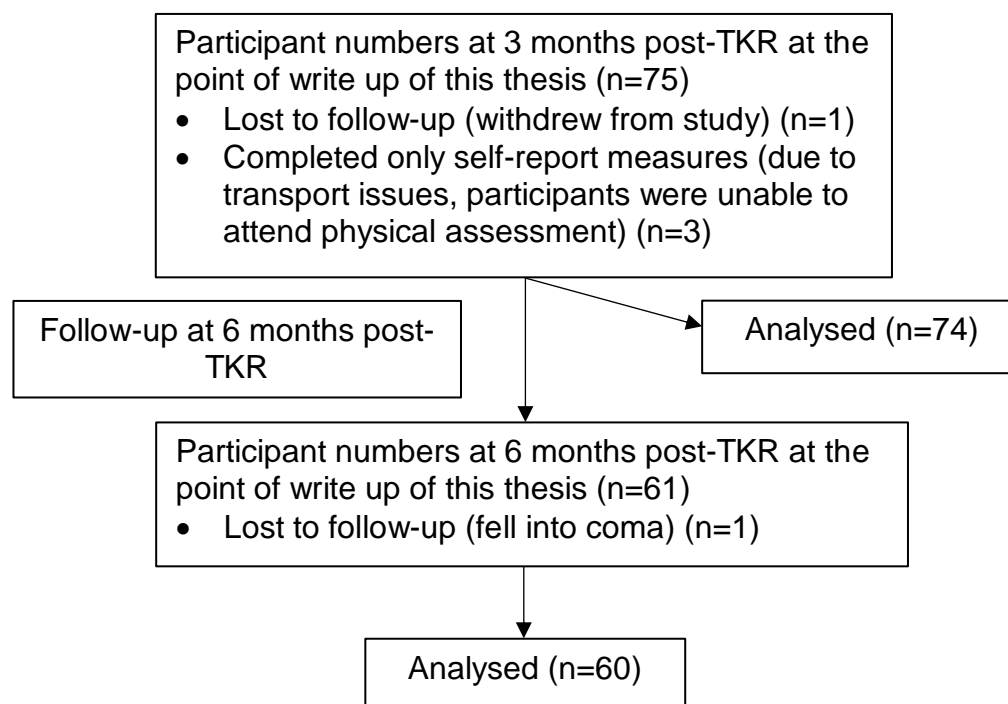 Participant numbers at 3 months post-TKR at the
point of write up of this thesis (n=75)
• Lost to follow-up (withdrew from study) (n=1)
• Completed only self-report measures (due to
transport issues, participants were unable to
attend physical assessment) (n=3)
Follow-up at 6 months post-
TKR
Analysed (n=74)
Participant numbers at 6 months post-TKR at the
point of write up of this thesis (n=61)
• Lost to follow-up (fell into coma) (n=1)
Analysed (n=60)